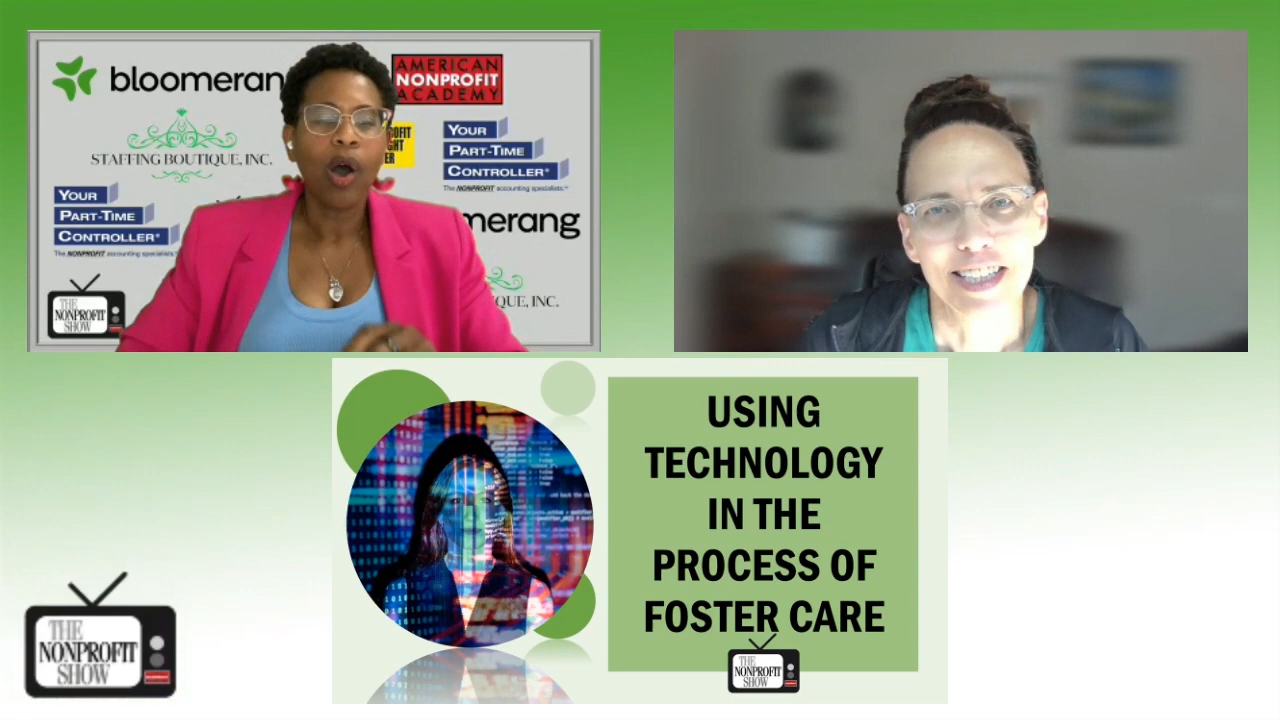 bloomeran
AMERICAN
NONPROFIT
ACADEMY
STAFFING BOUTIQUE, INC.
YOUR
PART-TIME
CONTROLLER
The NONPROFIT accounting specialists.
YOUR
PART-TIME
CONTROLLER
The NONPROFIT accounting specialists.
merang
QUE, INC.
THE
NONPROFIT
SHOW
USING
TECHNOLOGY
IN THE
PROCESS OF
FOSTER CARE
THE
NONPROFIT
SHOW
THE
NONPROFIT
SHOW